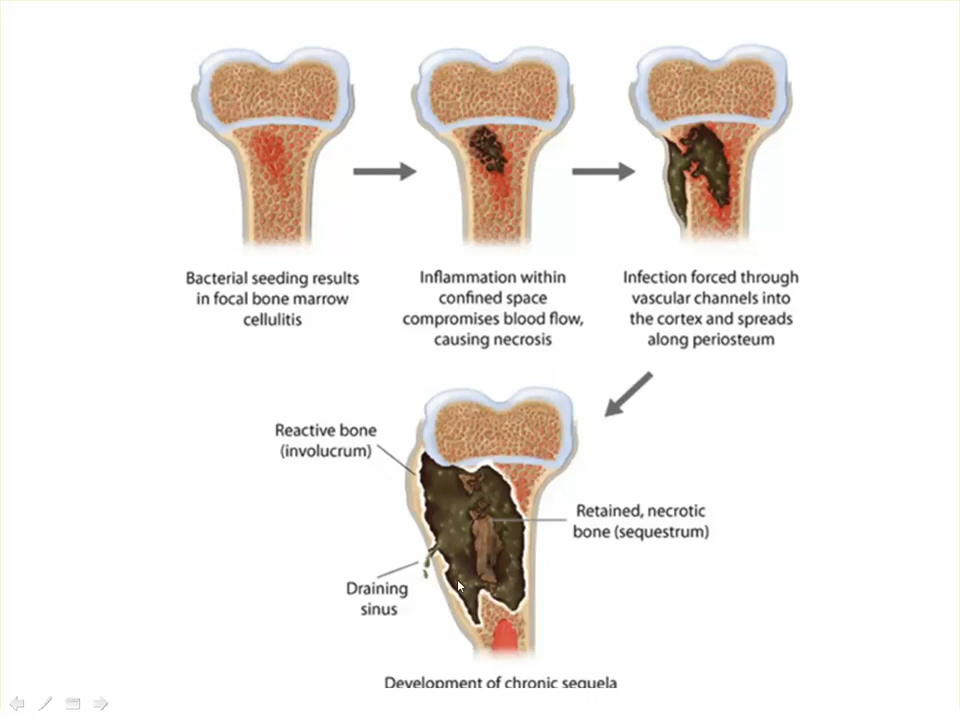 Bacterial seeding results
in focal bone marrow
cellulitis
Inflammation within
confined space
compromises blood flow,
causing necrosis
Infection forced through
vascular channels into
the cortex and spreads
along periosteum
Reactive bone
(involucrum)
Retained, necrotic
bone (sequestrum)
Draining
sinus
Development of chronic sequela